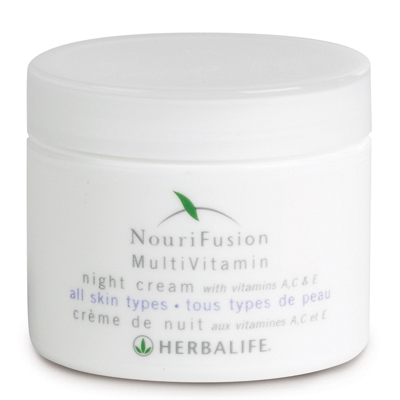 NouriFusion
MultiVitamin
night cream with vitamins A,C & E
all skin types • tous types de peau
crème de nuit aux vitamines A,C et E
HERBALIFE.